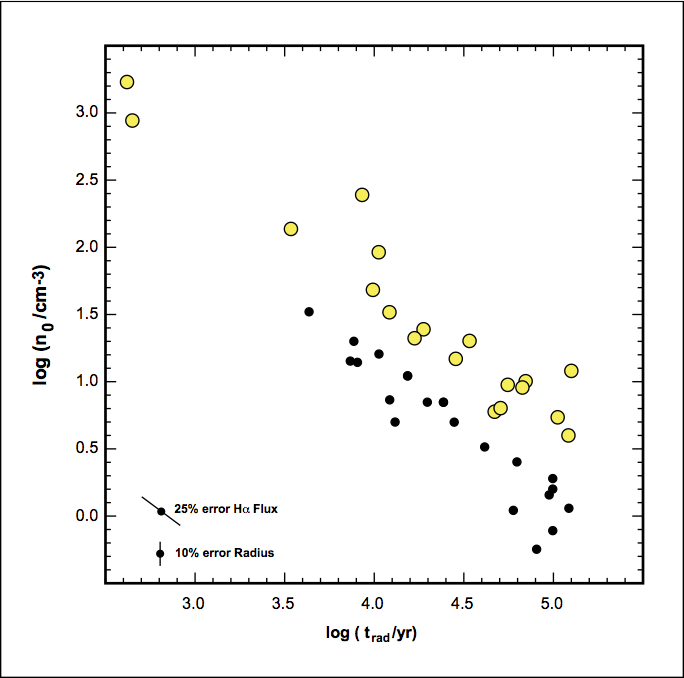 3.0
2.5
2.0
1.5
1.0
0.5
0.0
log (n0 /cm-3)
25% error Hα Flux
10% error Radius
3.0 3.5 4.0 4.5 5.0
log ( trad /yr)